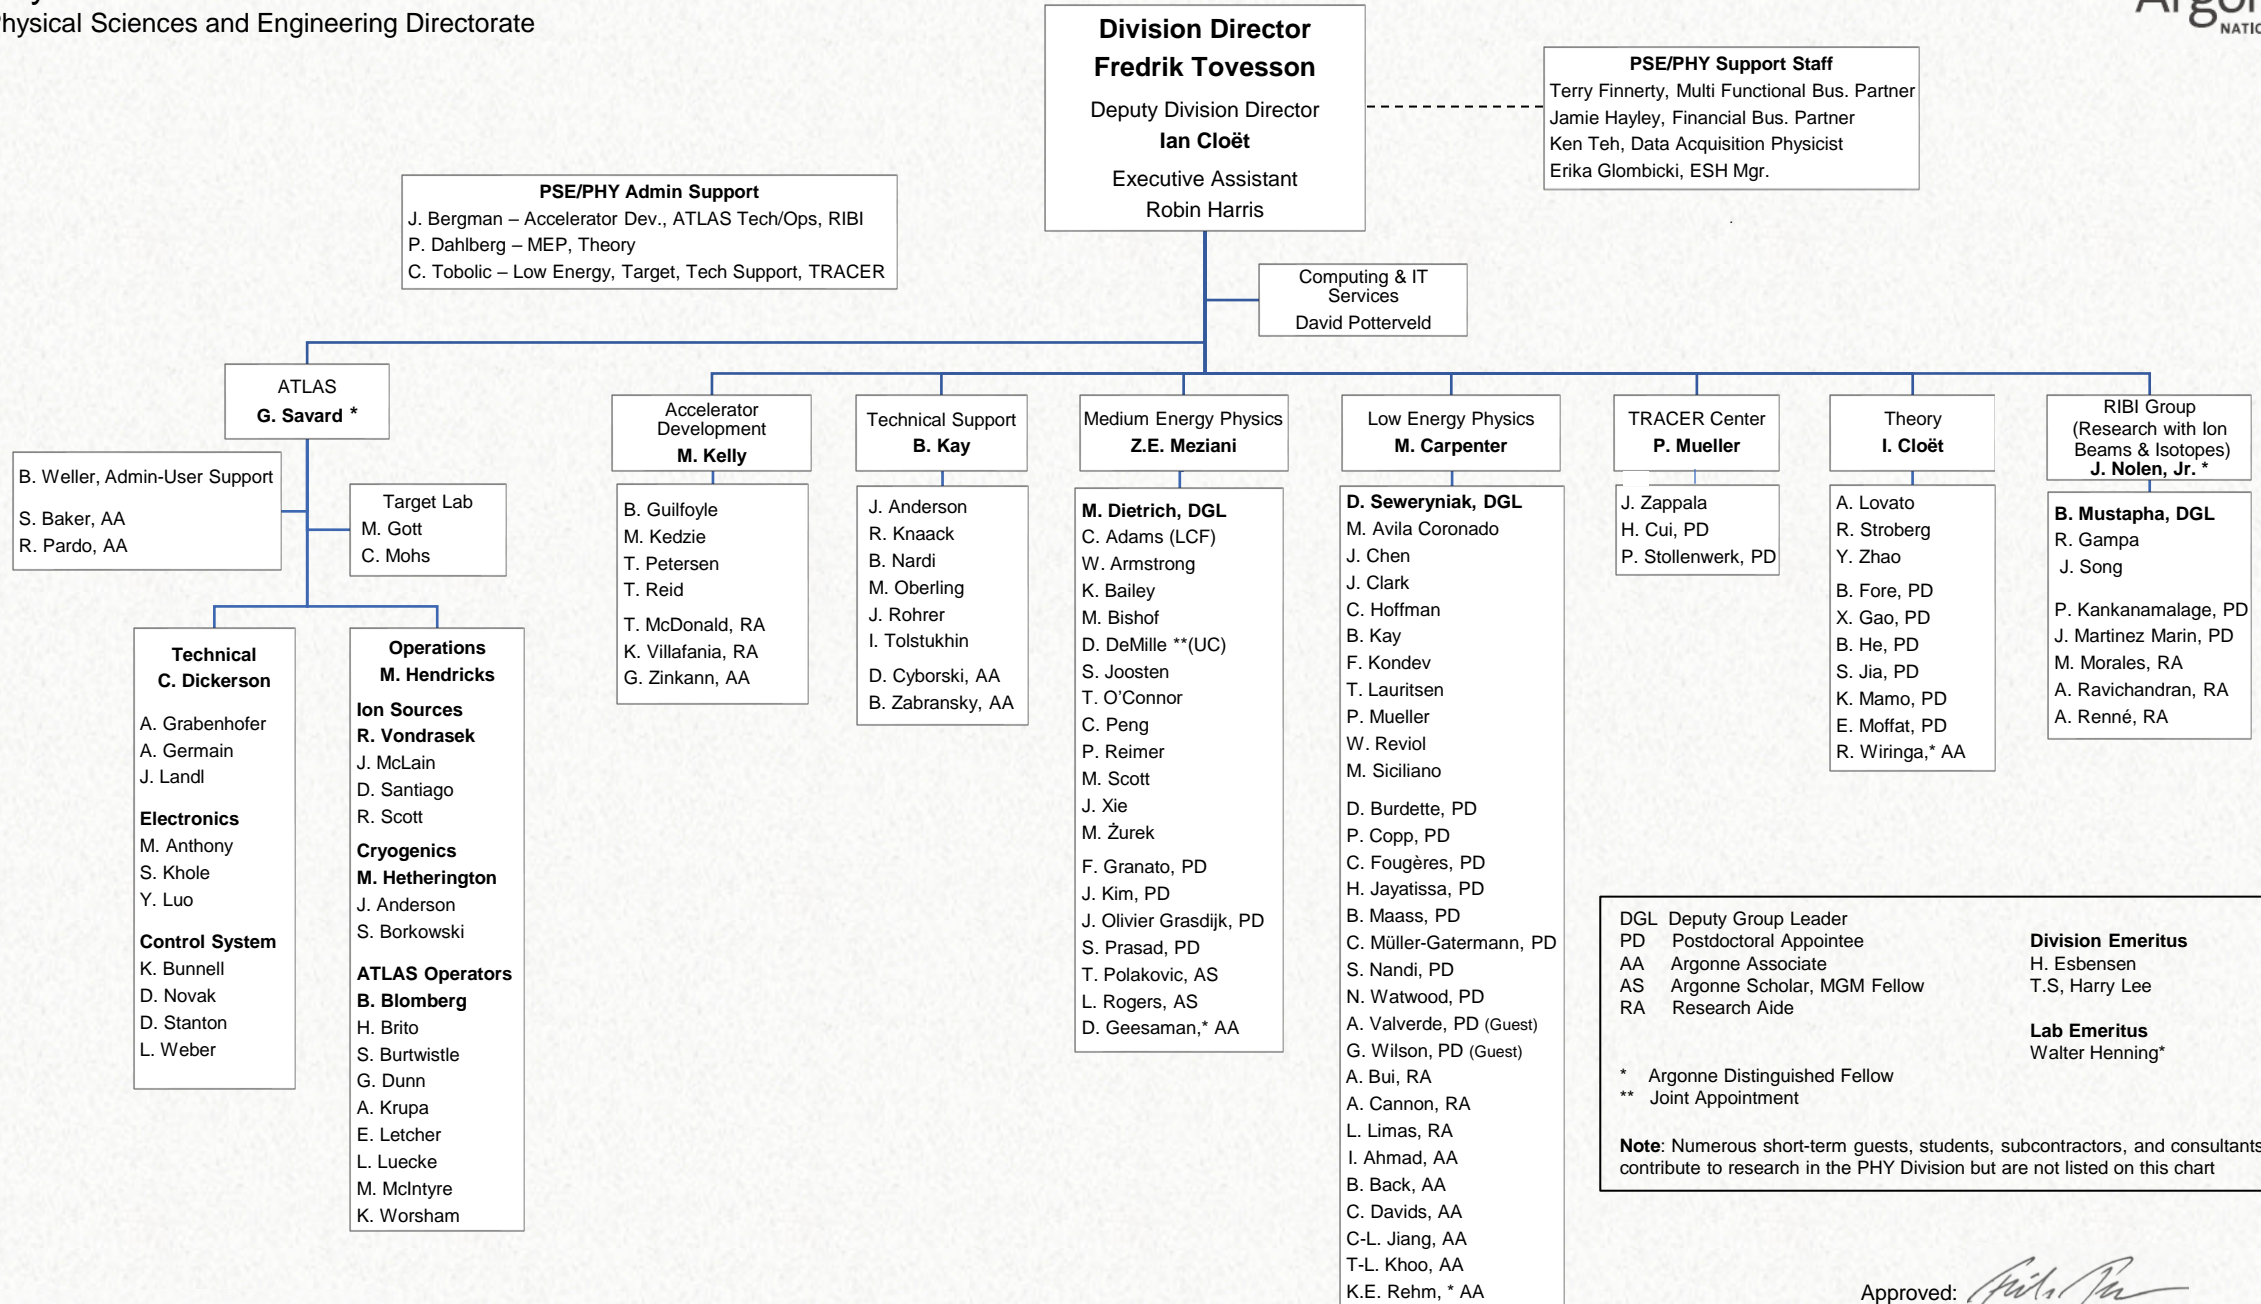 Physical Sciences and Engineering Directorate
Division Director
Fredrik Tovesson
Deputy Division Director
Ian Cloët
Executive Assistant
Robin Harris
PSE/PHY Support Staff
Terry Finnerty, Multi Functional Bus. Partner
Jamie Hayley, Financial Bus. Partner
Ken Teh, Data Acquisition Physicist
Erika Glombicki, ESH Mgr.
PSE/PHY Admin Support
J. Bergman – Accelerator Dev., ATLAS Tech/Ops, RIBI
P. Dahlberg – MEP, Theory
C. Tobolic – Low Energy, Target, Tech Support, TRACER
Computing & IT
Services
David Potterveld
ATLAS
G. Savard *
B. Weller, Admin-User Support
S. Baker, AA
R. Pardo, AA
Target Lab
M. Gott
C. Mohs
Technical
C. Dickerson
A. Grabenhofer
A. Germain
J. Landl
Electronics
M. Anthony
S. Khole
Y. Luo
Control System
K. Bunnell
D. Novak
D. Stanton
L. Weber
Operations
M. Hendricks
Ion Sources
R. Vondrasek
J. McLain
D. Santiago
R. Scott
Cryogenics
M. Hetherington
J. Anderson
S. Borkowski
ATLAS Operators
B. Blomberg
H. Brito
S. Burtwistle
G. Dunn
A. Krupa
E. Letcher
L. Luecke
M. McIntyre
K. Worsham
Accelerator
Development
M. Kelly
B. Guilfoyle
M. Kedzie
T. Petersen
T. Reid
T. McDonald, RA
K. Villafania, RA
G. Zinkann, AA
Technical Support
B. Kay
J. Anderson
R. Knaack
B. Nardi
M. Oberling
J. Rohrer
I. Tolstukhin
D. Cyborski, AA
B. Zabransky, AA
Medium Energy Physics
Z.E. Meziani
M. Dietrich, DGL
C. Adams (LCF)
W. Armstrong
K. Bailey
M. Bishof
D. DeMille **(UC)
S. Joosten
T. O’Connor
C. Peng
P. Reimer
M. Scott
J. Xie
M. Żurek
F. Granato, PD
J. Kim, PD
J. Olivier Grasdijk, PD
S. Prasad, PD
T. Polakovic, AS
L. Rogers, AS
D. Geesaman,* AA
Low Energy Physics
M. Carpenter
D. Seweryniak, DGL
M. Avila Coronado
J. Chen
J. Clark
C. Hoffman
B. Kay
F. Kondev
T. Lauritsen
P. Mueller
W. Reviol
M. Siciliano
D. Burdette, PD
P. Copp, PD
C. Fougères, PD
H. Jayatissa, PD
B. Maass, PD
C. Müller-Gatermann, PD
S. Nandi, PD
N. Watwood, PD
A. Valverde, PD (Guest)
G. Wilson, PD (Guest)
A. Bui, RA
A. Cannon, RA
L. Limas, RA
I. Ahmad, AA
B. Back, AA
C. Davids, AA
C-L. Jiang, AA
T-L. Khoo, AA
K.E. Rehm, * AA
TRACER Center
P. Mueller
J. Zappala
H. Cui, PD
P. Stollenwerk, PD
Theory
I. Cloët
A. Lovato
R. Stroberg
Y. Zhao
B. Fore, PD
X. Gao, PD
B. He, PD
S. Jia, PD
K. Mamo, PD
E. Moffat, PD
R. Wiringa,* AA
RIBI Group
(Research with Ion
Beams & Isotopes)
J. Nolen, Jr. *
B. Mustapha, DGL
R. Gampa
J. Song
P. Kankanamalage, PD
J. Martinez Marin, PD
M. Morales, RA
A. Ravichandran, RA
A. Renné, RA
DGL Deputy Group Leader
PD Postdoctoral Appointee
AA Argonne Associate
AS Argonne Scholar, MGM Fellow
RA Research Aide
* Argonne Distinguished Fellow
** Joint Appointment
Division Emeritus
H. Esbensen
T.S, Harry Lee
Lab Emeritus
Walter Henning*
Note: Numerous short-term guests, students, subcontractors, and consultants
contribute to research in the PHY Division but are not listed on this chart
Approved: